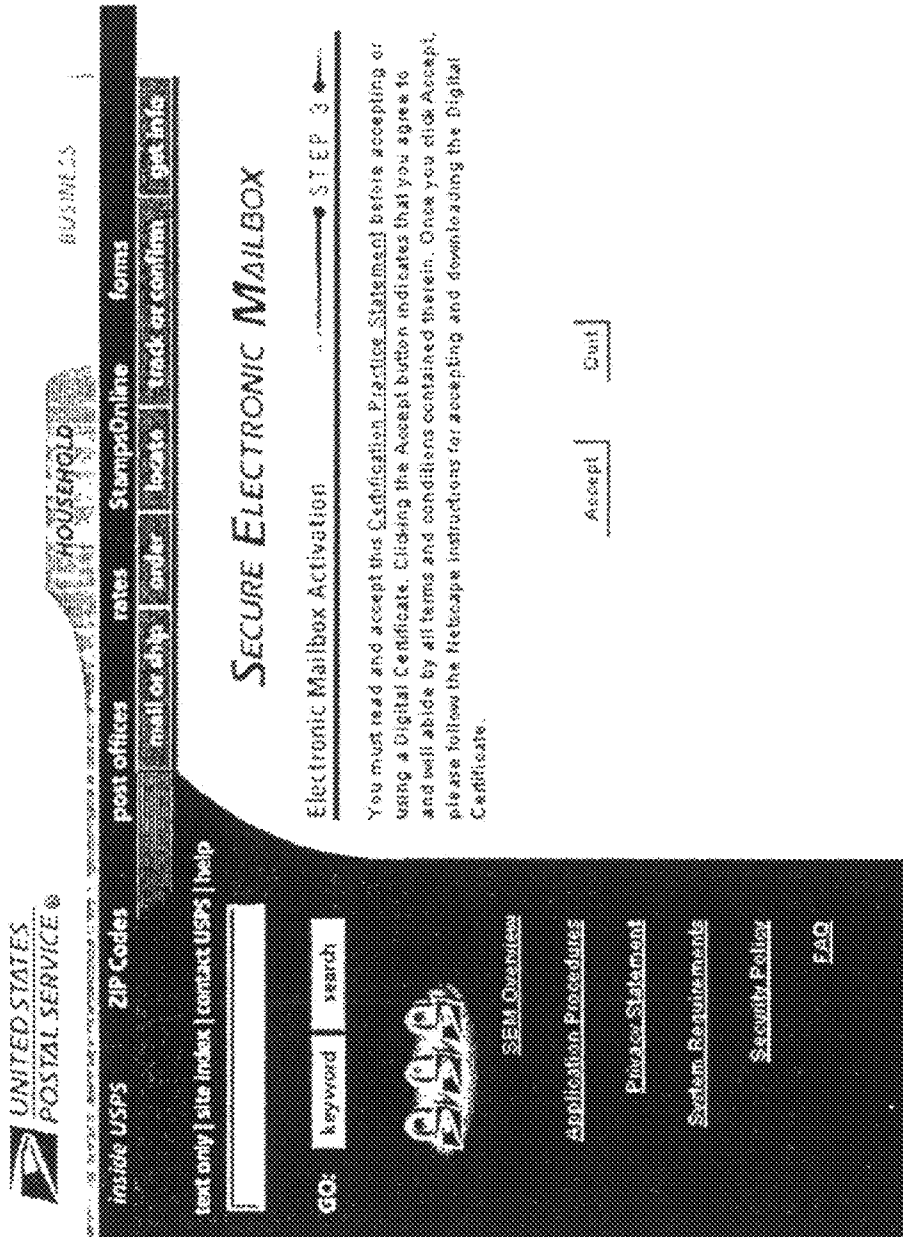 UNITED STATES
POSTAL SERVICE®
HOUSEHOLD
BUSINESS
inside USPS ZIP Codes post offices rates StampsOnline forms
mail or ship order locate track or confirm get info
text only | site index | contact USPS | help
GO: keyword search
SEM Overview
Application Procedures
Privacy Statement
System Requirements
Security Policy
FAQ
SECURE ELECTRONIC MAILBOX
Electronic Mailbox Activation STEP 3
You must read and accept this Certification Practice Statement before accepting or
using a Digital Certificate. Clicking the Accept button indicates that you agree to
and will abide by all terms and conditions contained therein. Once you click Accept,
please follow the Netscape instructions for accepting and downloading the Digital
Certificate.
Accept Quit